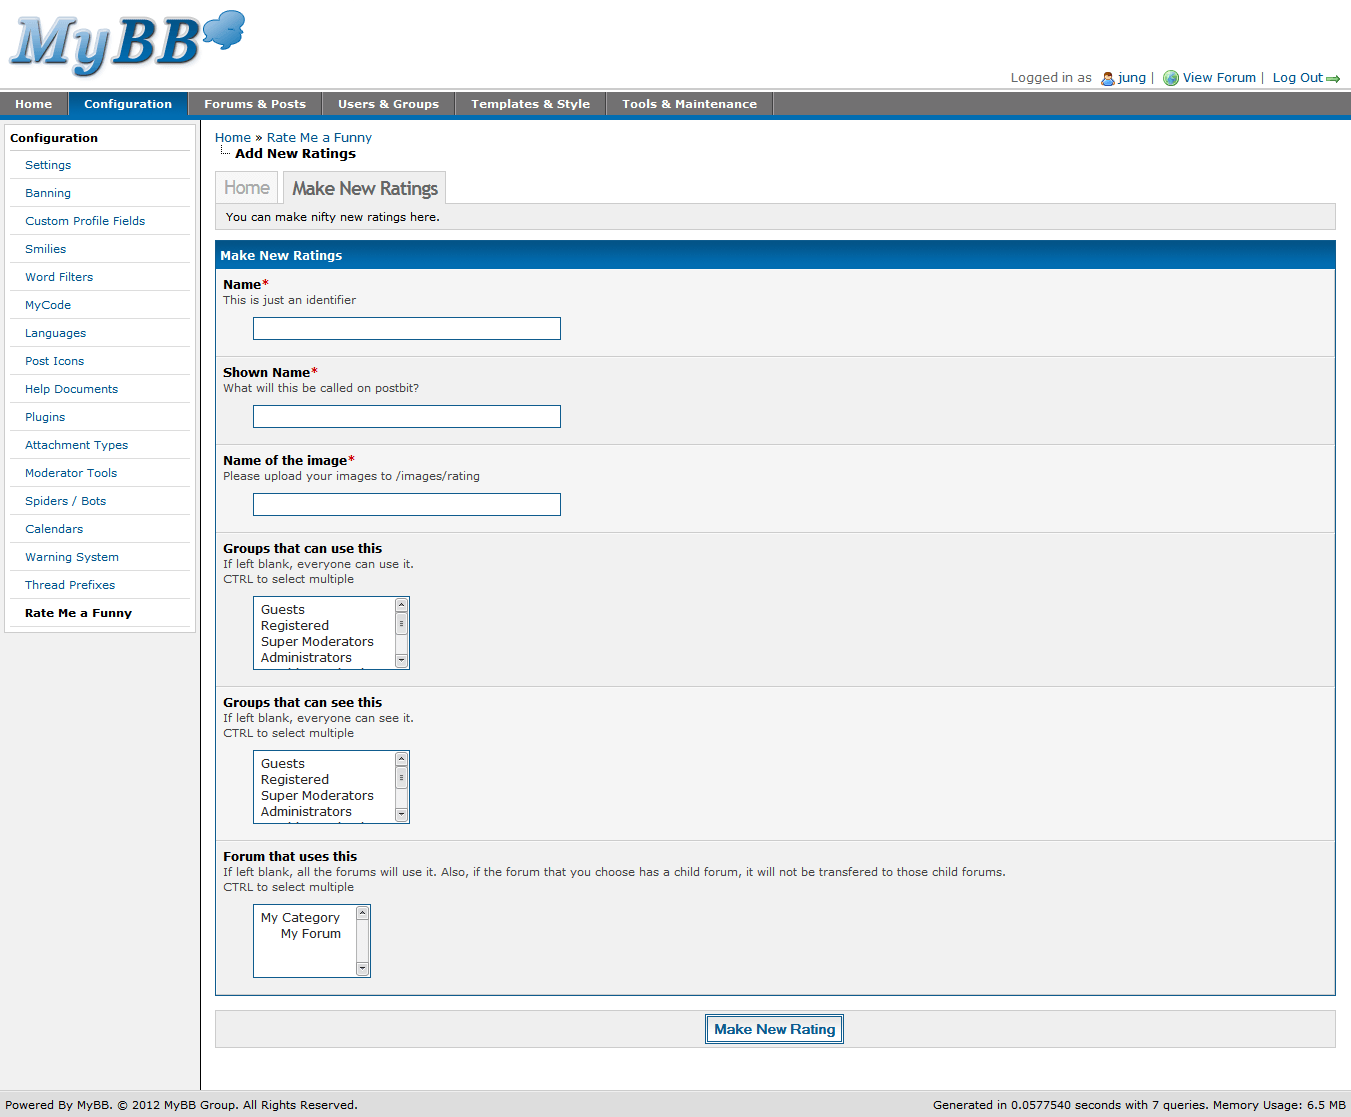 MyBB
Logged in as jung | View Forum | Log Out
Home Configuration Forums & Posts Users & Groups Templates & Style Tools & Maintenance
Configuration
Settings
Banning
Custom Profile Fields
Smilies
Word Filters
MyCode
Languages
Post Icons
Help Documents
Plugins
Attachment Types
Moderator Tools
Spiders / Bots
Calendars
Warning System
Thread Prefixes
Rate Me a Funny
Home » Rate Me a Funny
Add New Ratings
Home Make New Ratings
You can make nifty new ratings here.
Make New Ratings
Name*
This is just an identifier
Shown Name*
What will this be called on postbit?
Name of the image*
Please upload your images to /images/rating
Groups that can use this
If left blank, everyone can use it.
CTRL to select multiple
Guests
Registered
Super Moderators
Administrators
Groups that can see this
If left blank, everyone can see it.
CTRL to select multiple
Guests
Registered
Super Moderators
Administrators
Forum that uses this
If left blank, all the forums will use it. Also, if the forum that you choose has a child forum, it will not be transfered to those child forums.
CTRL to select multiple
My Category
My Forum
Make New Rating
Powered By MyBB. © 2012 MyBB Group. All Rights Reserved.
Generated in 0.0577540 seconds with 7 queries. Memory Usage: 6.5 MB